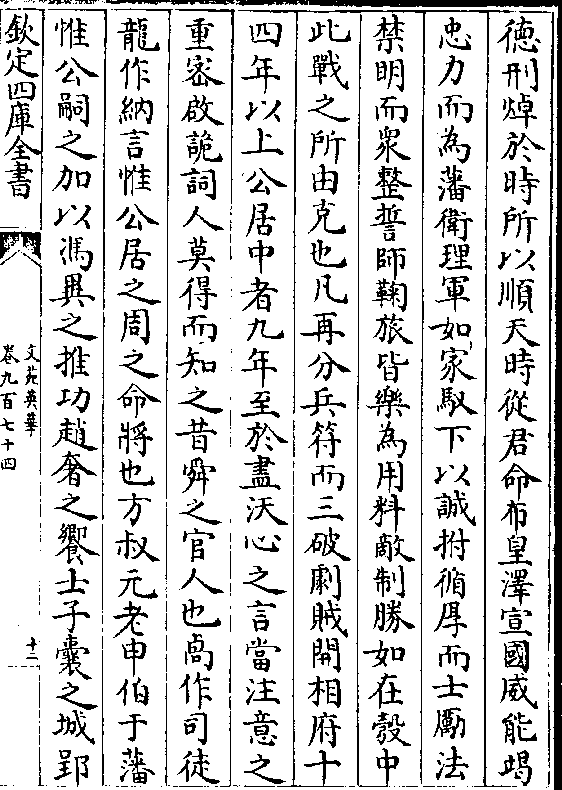 德刑焯於時所以順天時從君命布皇澤宣國威能竭
忠力而為藩衛理軍如家馭下以誠拊循厚而士勵法
禁明而衆整誓師鞠旅皆樂為用料敵制勝如在彀中
此戰之所由克也凡再分兵符而三破劇賊開相府十
四年以上公居中者九年至於盡沃心之言當注意之
重密啟詭詞人莫得而知之昔舜之官人也卨作司徒
龍作納言惟公居之周之命將也方叔元老申伯于藩
惟公嗣之加以馮異之推功趙奢之饗士子囊之城郢
欽定四庫全書
文苑英華
卷九百七十四
十二